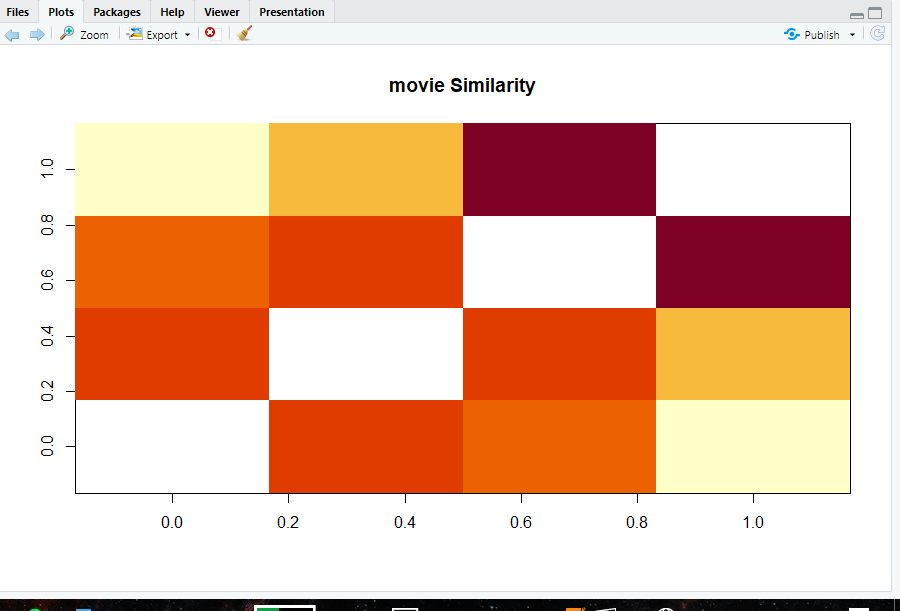 Files Plots Packages Help Viewer Presentation
Zoom Export Publish
movie Similarity
1.0
0.8
0.6
0.4
0.2
0.0
0.0 0.2 0.4 0.6 0.8 1.0